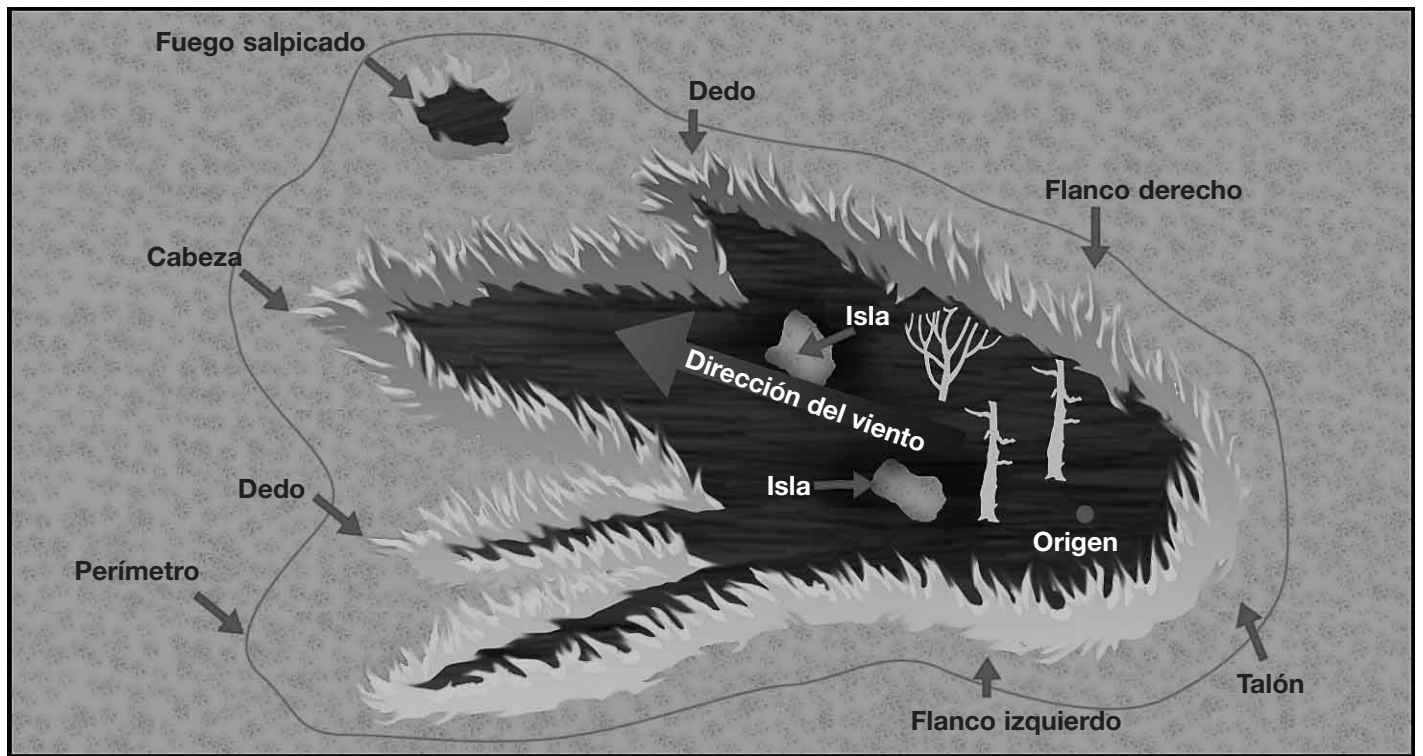 Fuego salpicado
Dedo
Flanco derecho
Cabeza
Isla
Dirección del viento
Dedo
Isla
Origen
Perímetro
Talón
Flanco izquierdo